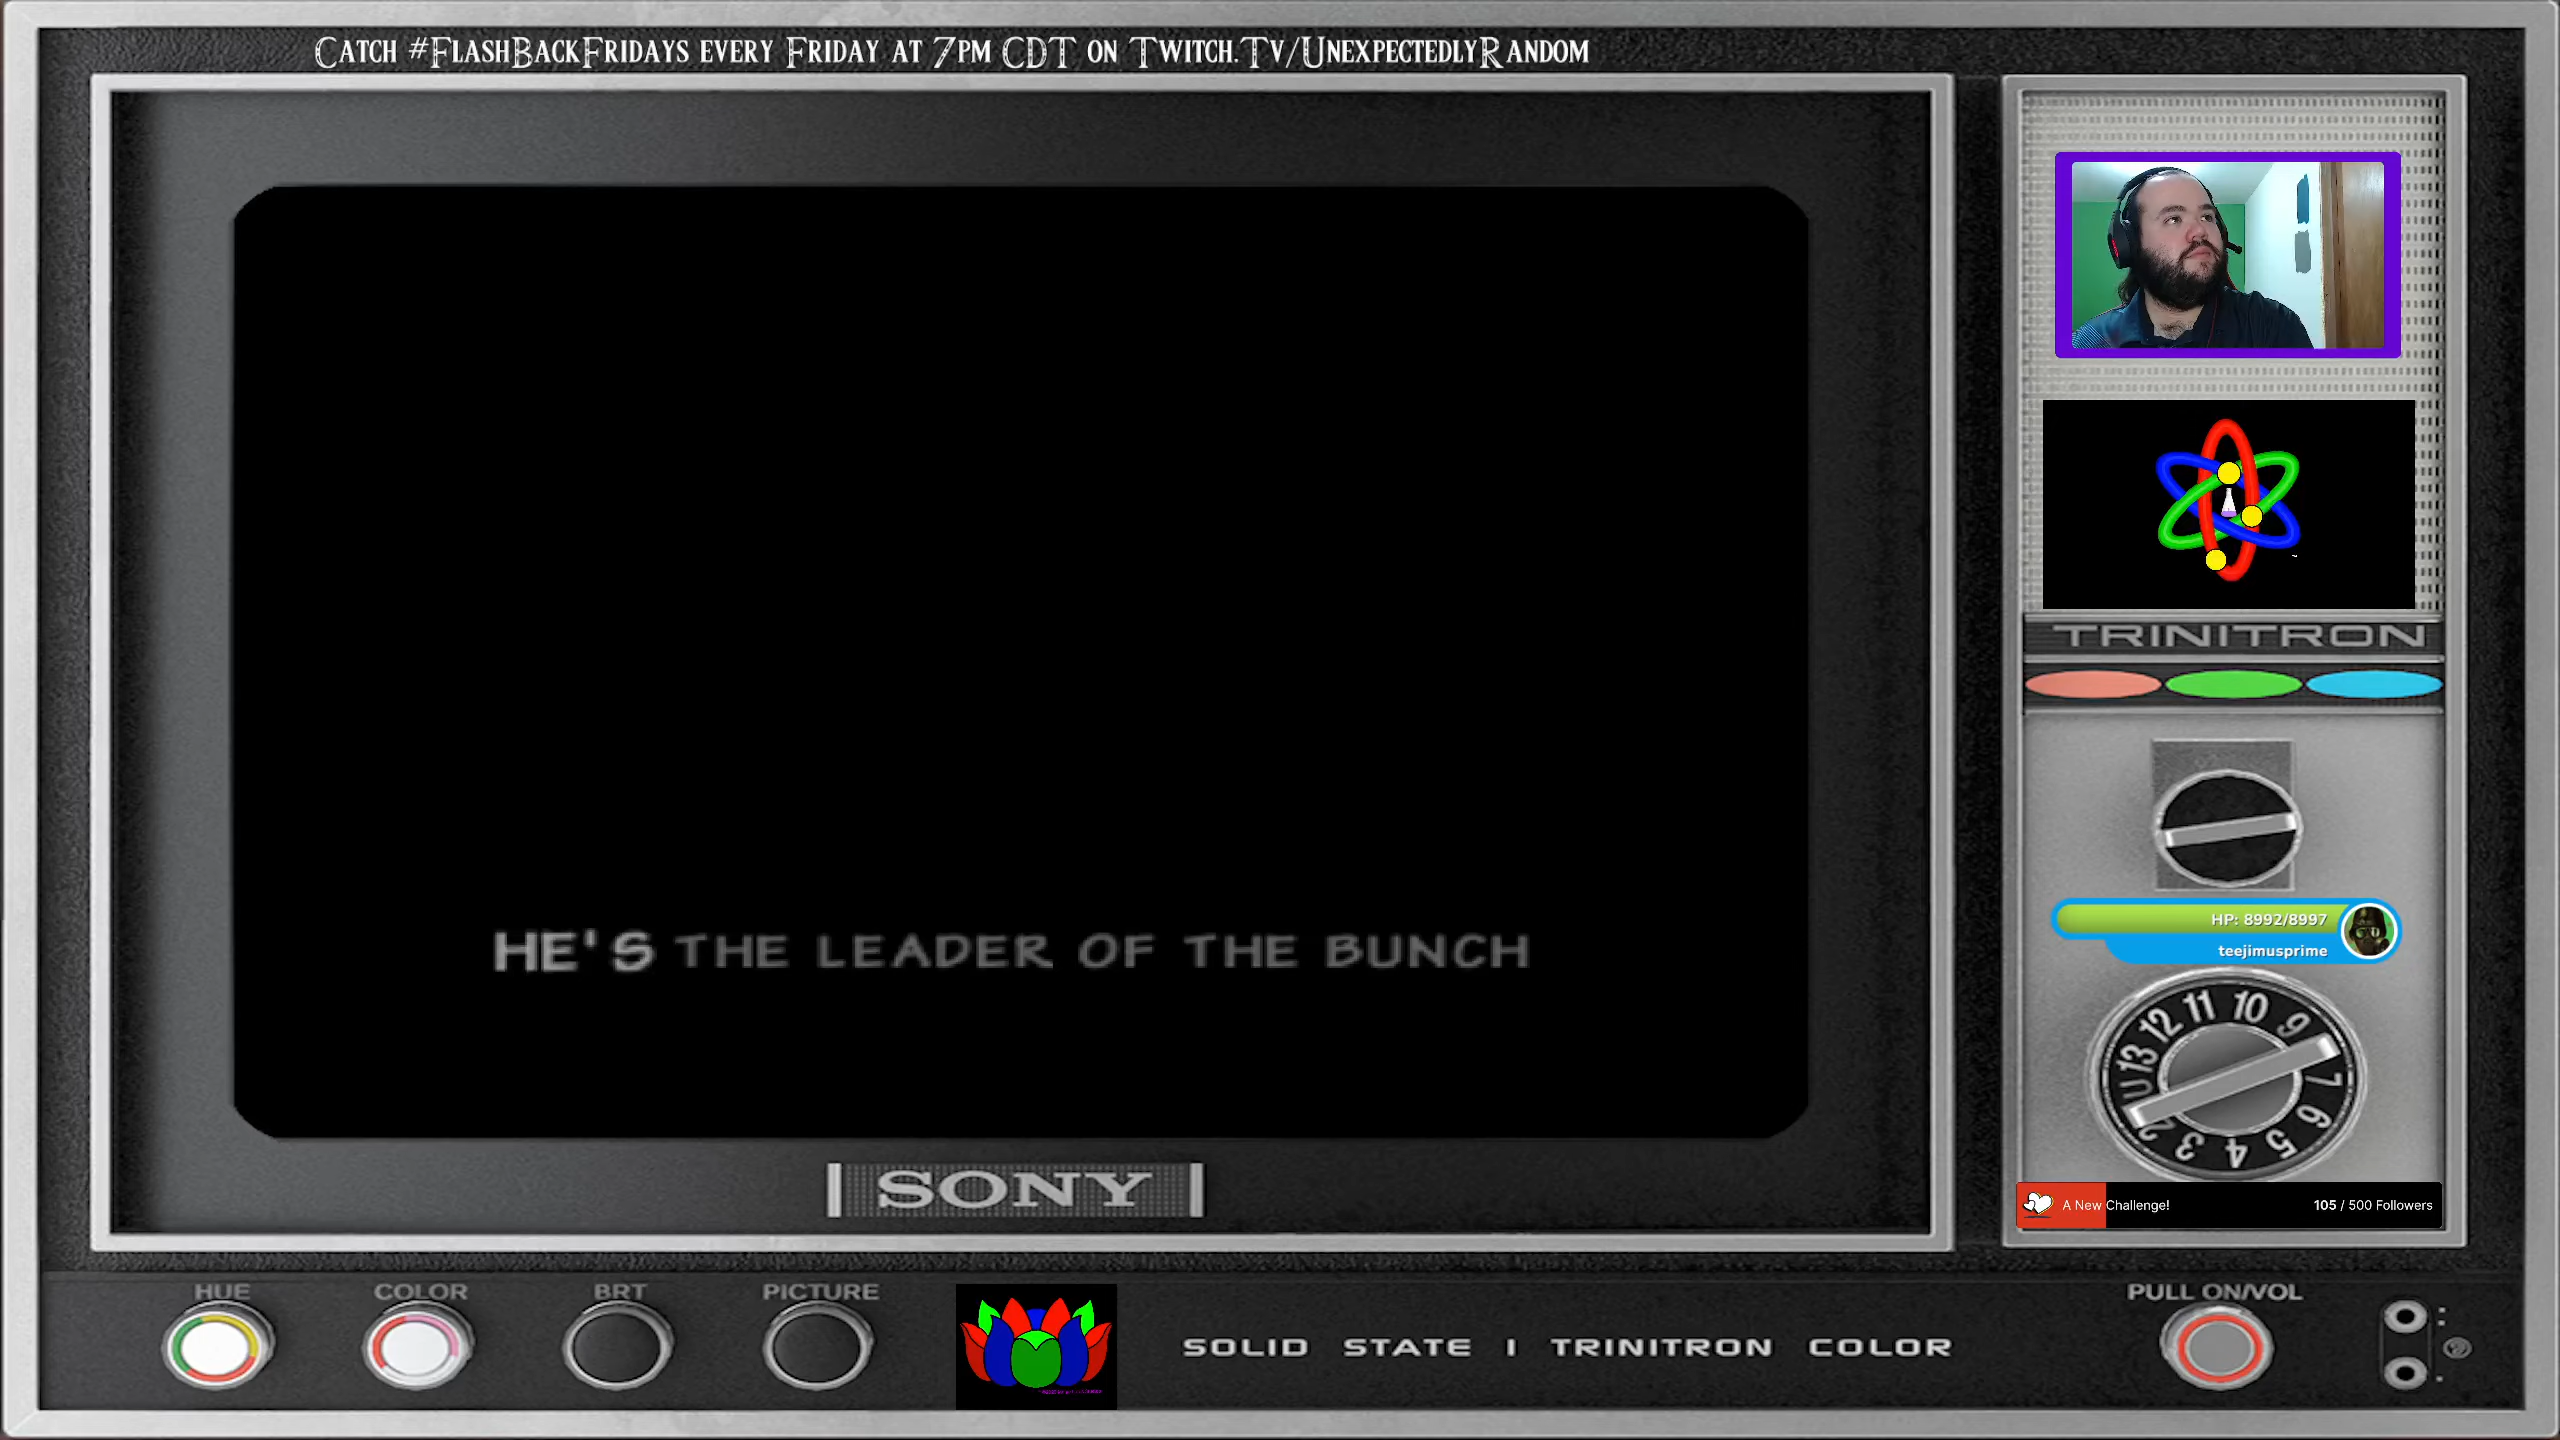 Catch #FlashBackFridays every Friday at 7pm CDT on Twitch.Tv/UnexpectedlyRandom
TRINITRON
HP: 8992/8997
teejimusprime
HE'S THE LEADER OF THE BUNCH
U 13 12 11 10 9 7 6 5 4 3 2
SONY
A New Challenge!
105 / 500 Followers
HUE
COLOR
BRT
PICTURE
PULL ON/VOL
SOLID STATE | TRINITRON COLOR